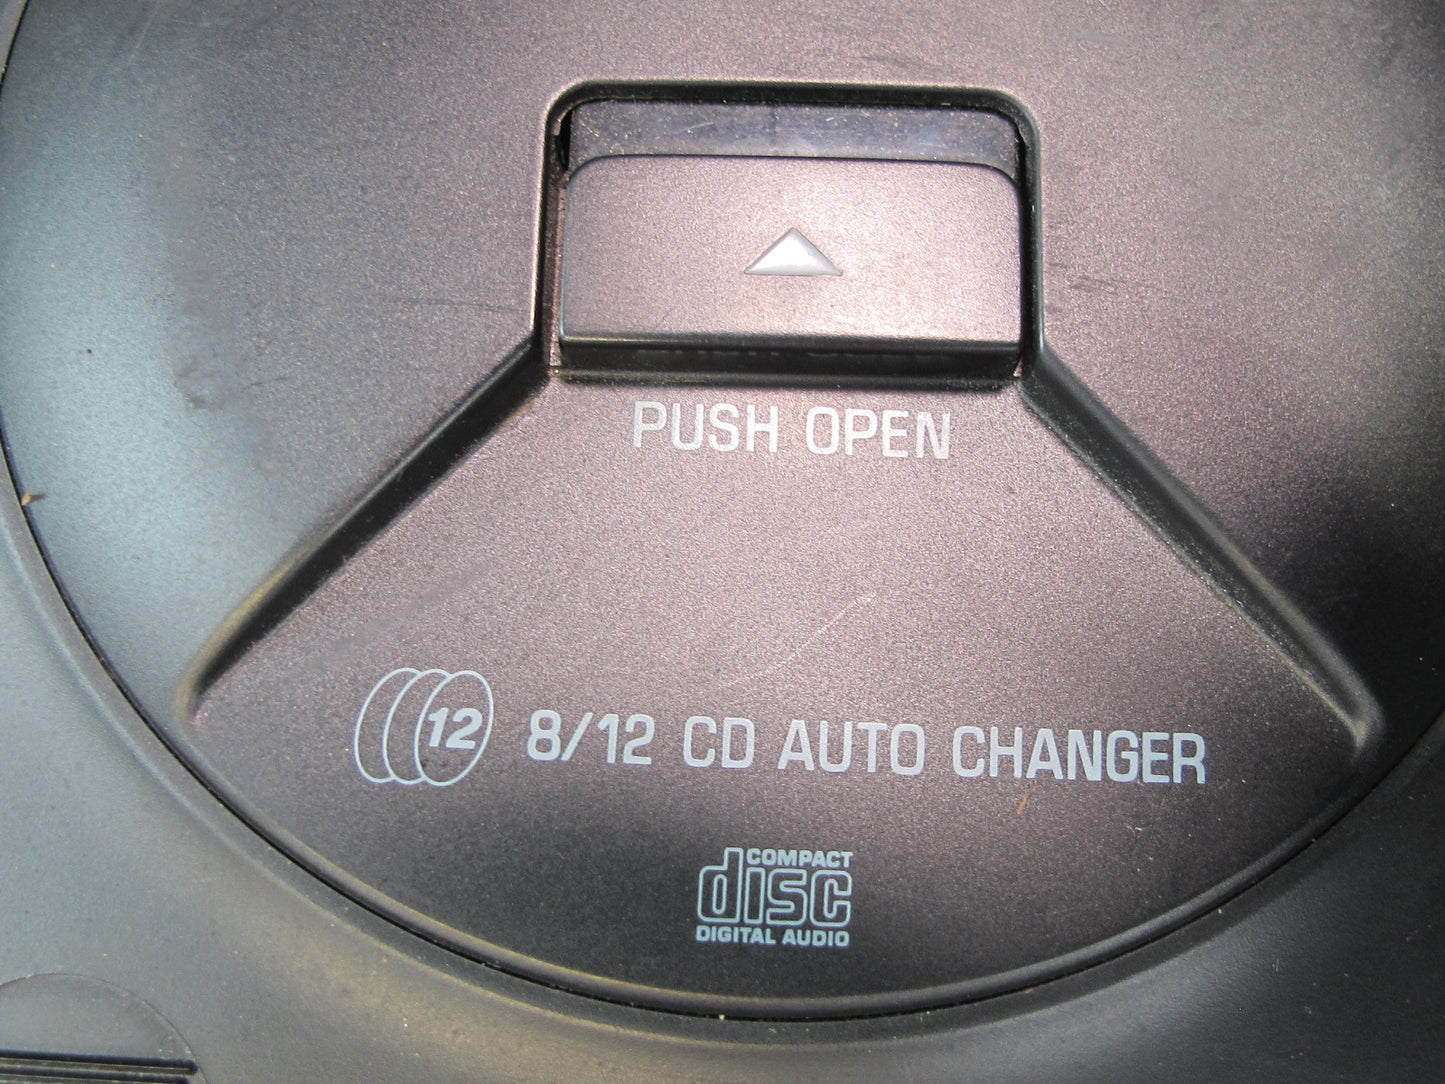 PUSH OPEN
12 8/12 CD AUTO CHANGER
COMPACT
disc
DIGITAL AUDIO